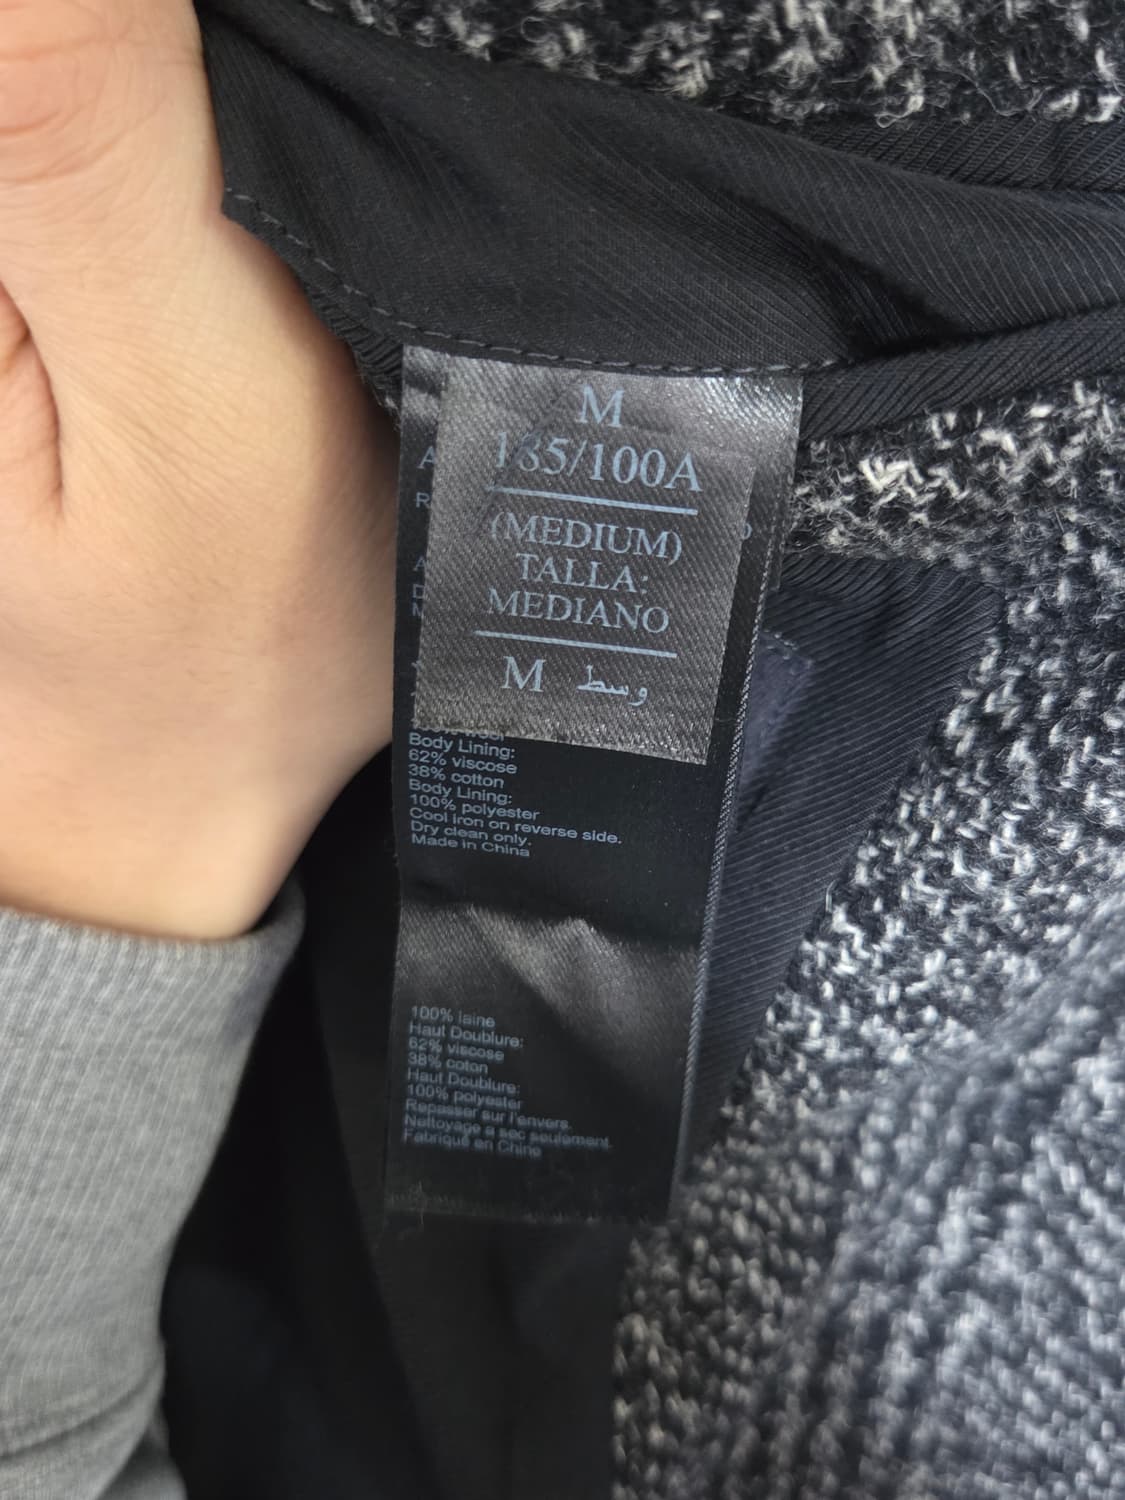 M
185/100A
(MEDIUM)
TALLA:
MEDIANO
M وسط
Body Lining:
62% viscose
38% cotton
Body Lining:
100% polyester
Cool iron on reverse side.
Dry clean only.
Made in China
100% laine
Haut Doublure:
62% viscose
38% coton
Haut Doublure:
100% polyester
Repasser sur l'envers.
Nettoyage a sec seulement.
Fabriqué en Chine